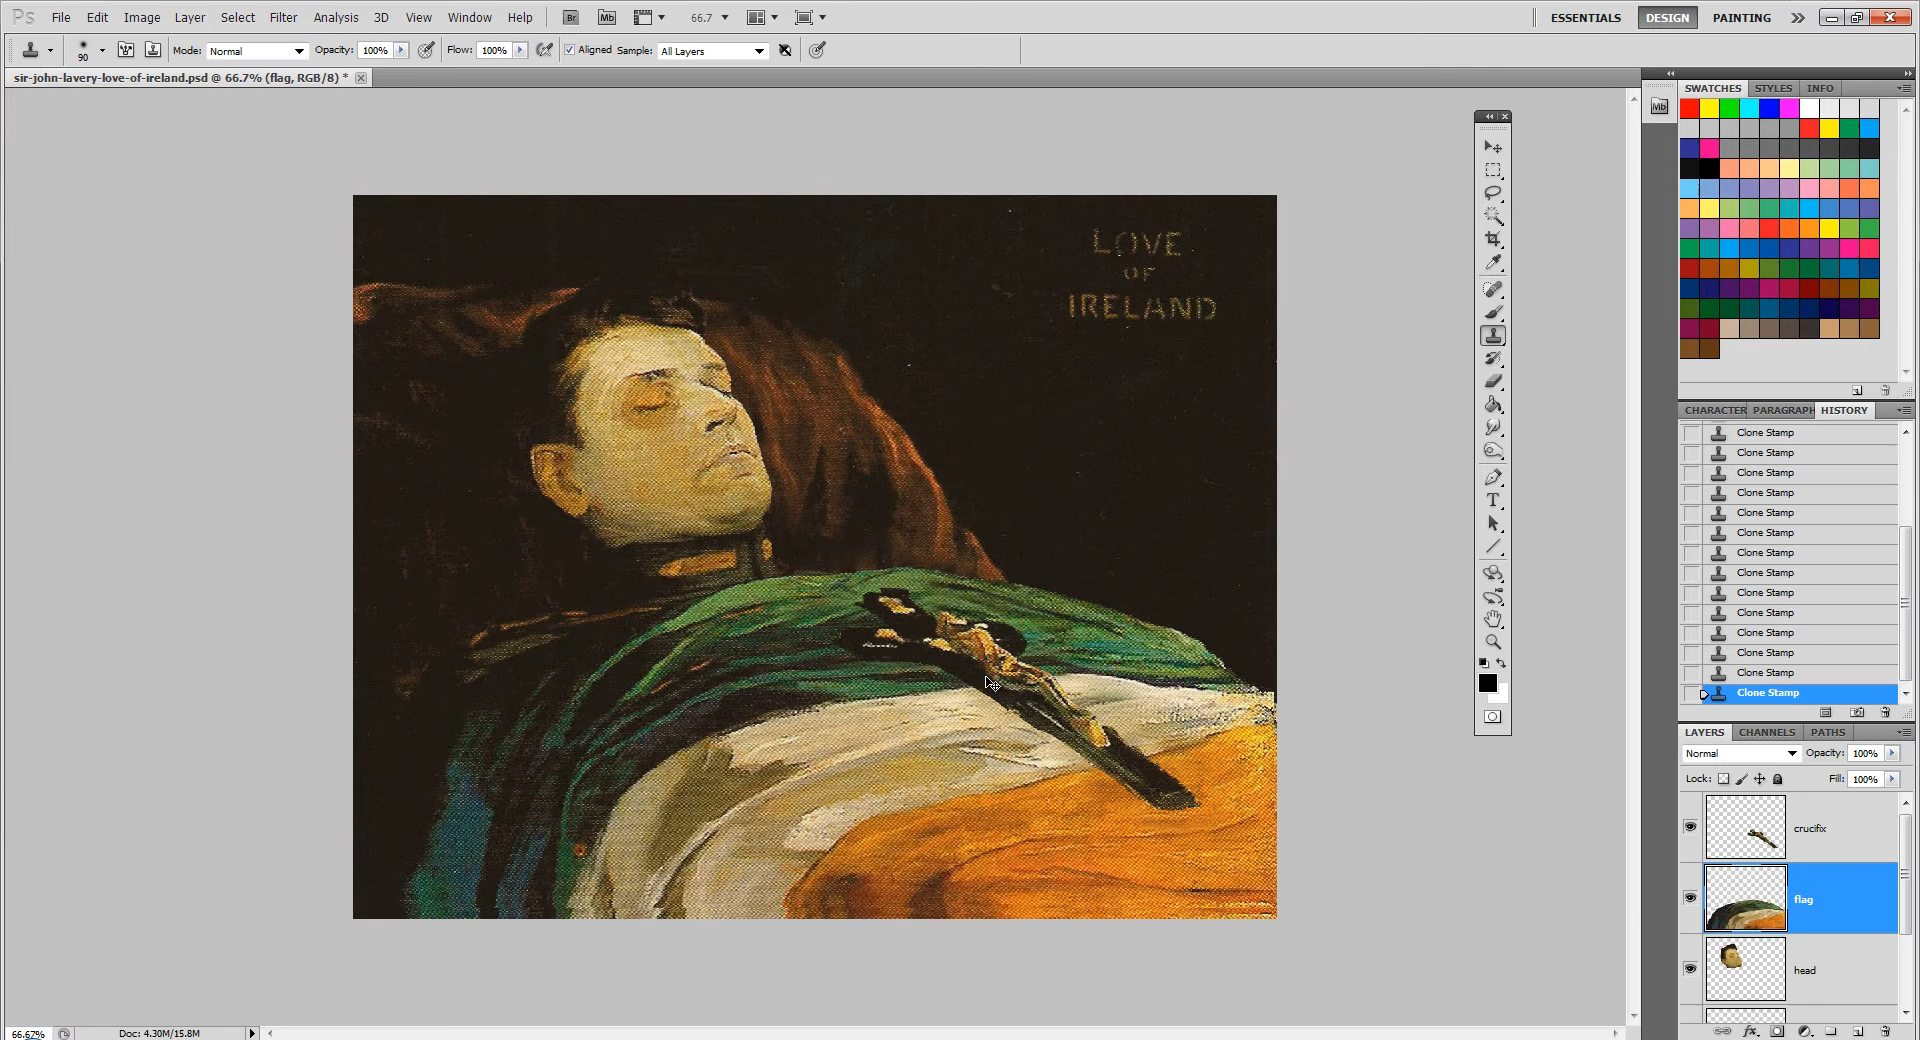 Ps File Edit Image Layer Select Filter Analysis 3D View Window Help Br Mb 66.7 ESSENTIALS DESIGN PAINTING
90 Mode: Normal Opacity: 100% Flow: 100% Aligned Sample: All Layers
sir-john-lavery-love-of-ireland.psd @ 66.7% (flag, RGB/8) *
LOVE
OF
IRELAND
Mb
SWATCHES STYLES INFO
CHARACTER PARAGRAPH HISTORY
Clone Stamp
Clone Stamp
Clone Stamp
Clone Stamp
Clone Stamp
Clone Stamp
Clone Stamp
Clone Stamp
Clone Stamp
Clone Stamp
Clone Stamp
Clone Stamp
Clone Stamp
Clone Stamp
LAYERS CHANNELS PATHS
Normal Opacity: 100%
Lock: Fill: 100%
crucifix
flag
head
fx
66.67% Doc: 4.30M/15.8M